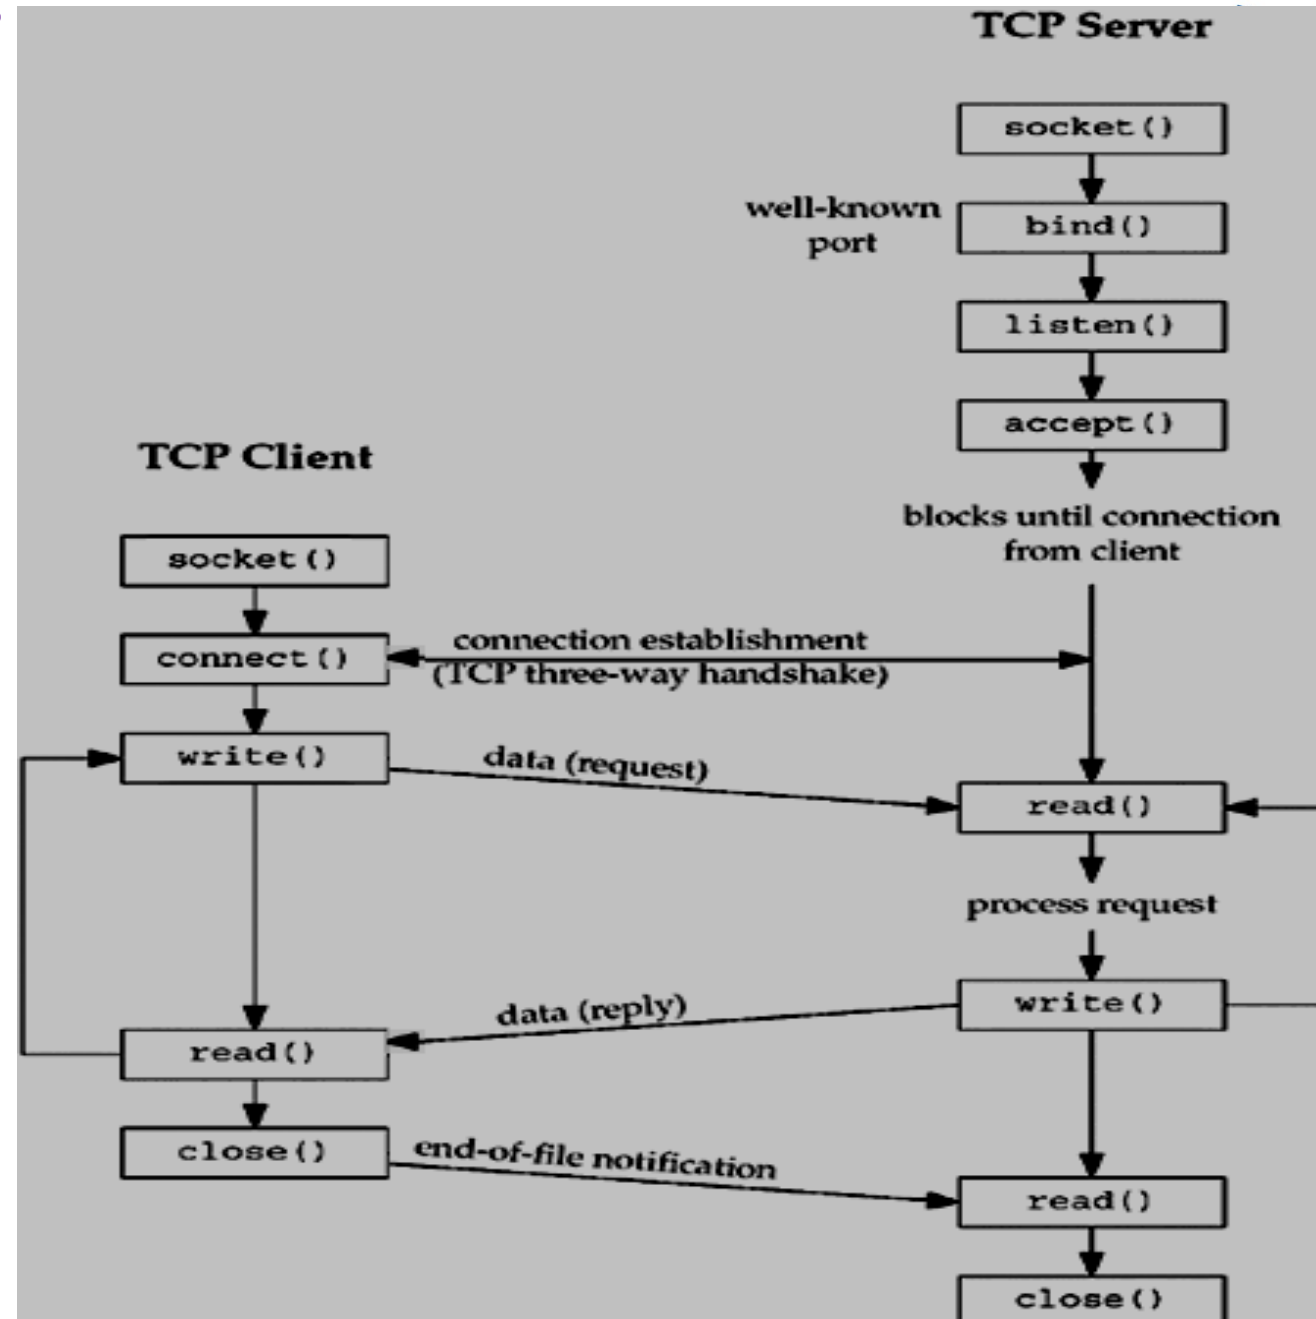 TCP Server
socket()
well-known
port
bind()
listen()
accept()
blocks until connection
from client
TCP Client
socket()
connect()
connection establishment
(TCP three-way handshake)
write()
data (request)
read()
process request
write()
data (reply)
read()
close()
end-of-file notification
read()
close()